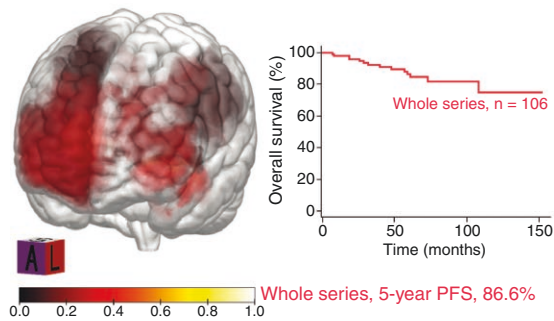 Overall survival (%)
100
80
60
40
20
0
Whole series, n = 106
0 50 100 150
Time (months)
A L
0.0 0.2 0.4 0.6 0.8 1.0
Whole series, 5-year PFS, 86.6%